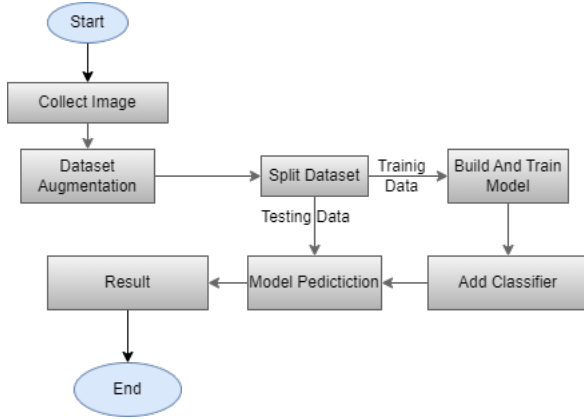 Start
Collect Image
Dataset
Augmentation
Split Dataset
Trainig
Data
Build And Train
Model
Testing Data
Result
Model Pedictiction
Add Classifier
End